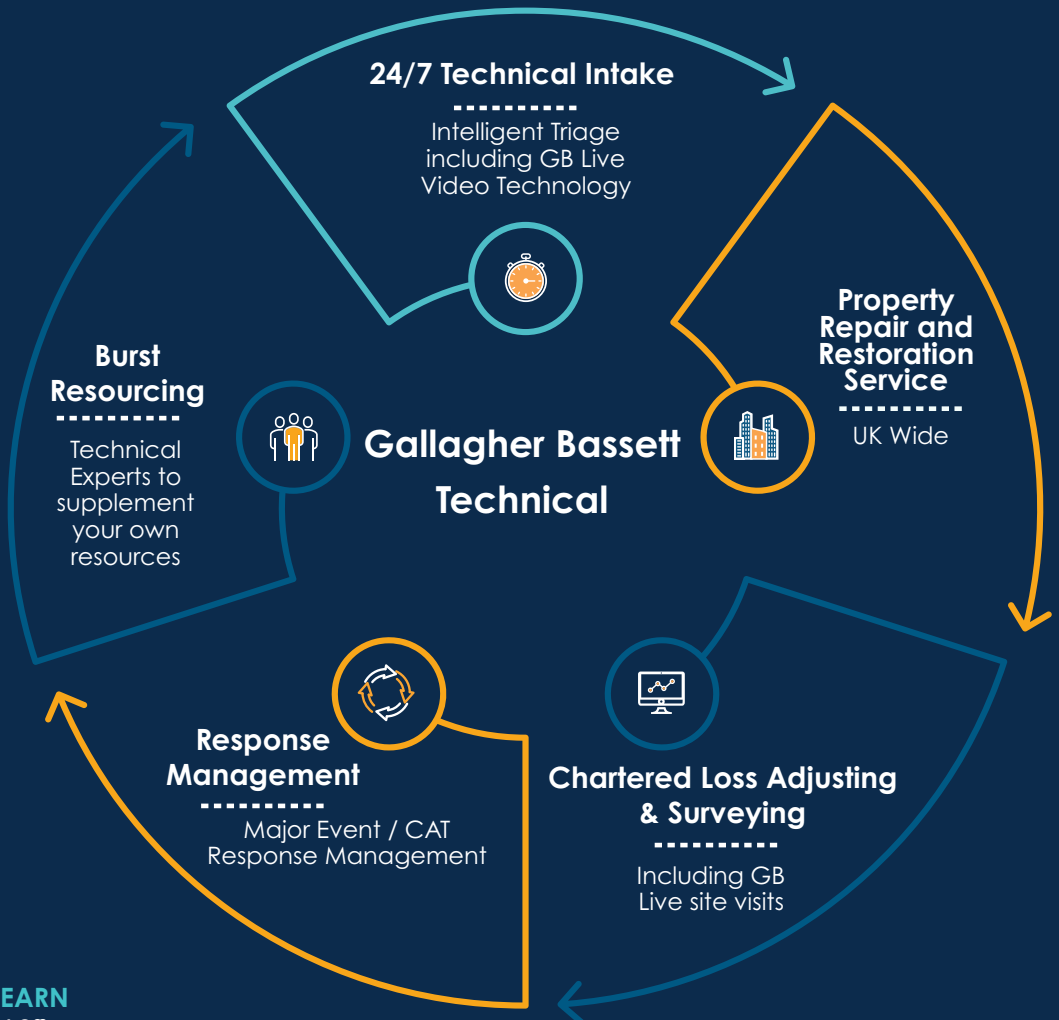 24/7 Technical Intake
Intelligent Triage
including GB Live
Video Technology
Property
Repair and
Restoration
Service
UK Wide
Burst
Resourcing
Technical
Experts to
supplement
your own
resources
Gallagher Bassett
Technical
Response
Management
Major Event / CAT
Response Management
Chartered Loss Adjusting
& Surveying
Including GB
Live site visits
EARN